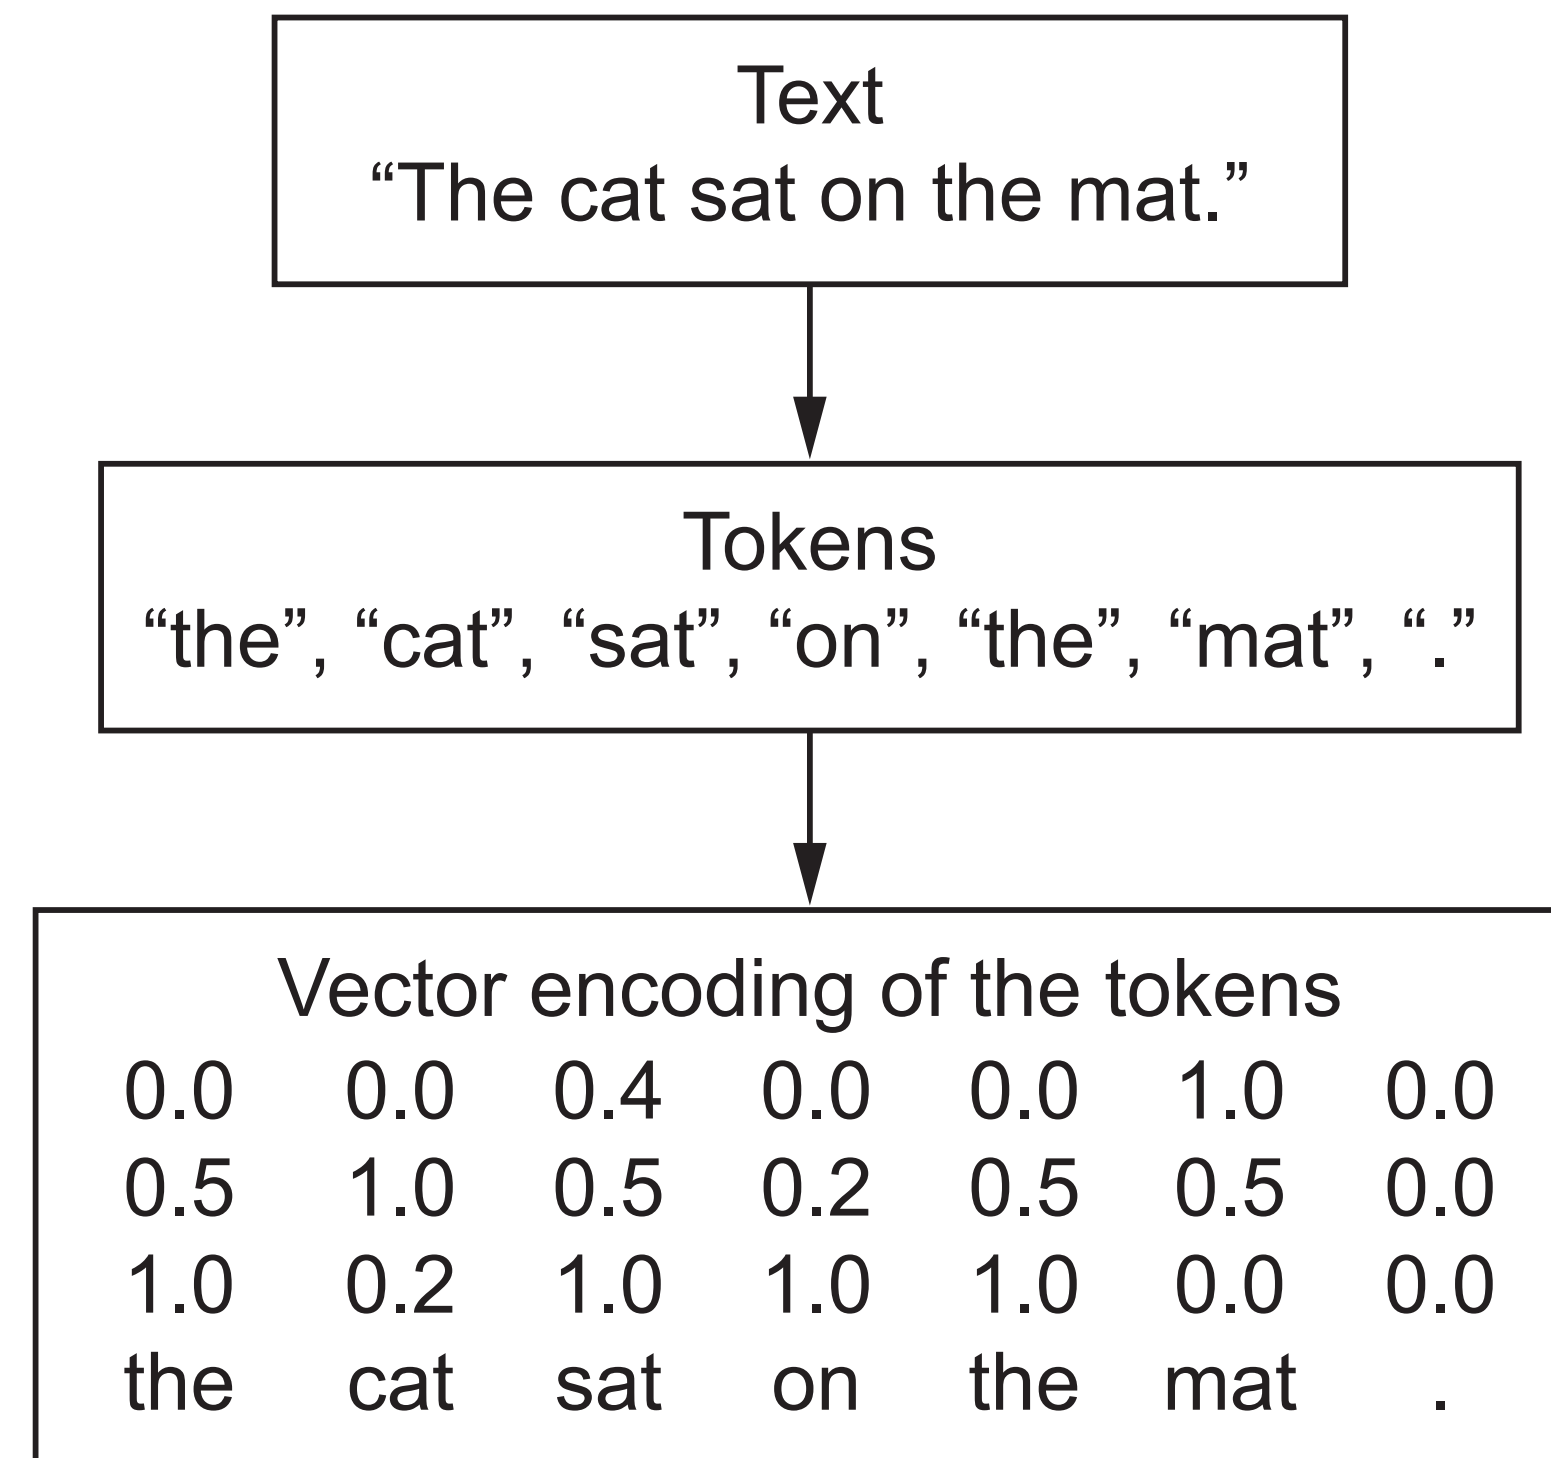 Text
“The cat sat on the mat.”
Tokens
“the”, “cat”, “sat”, “on”, “the”, “mat”, “.”
Vector encoding of the tokens
0.0 0.0 0.4 0.0 0.0 1.0 0.0
0.5 1.0 0.5 0.2 0.5 0.5 0.0
1.0 0.2 1.0 1.0 1.0 0.0 0.0
the cat sat on the mat .